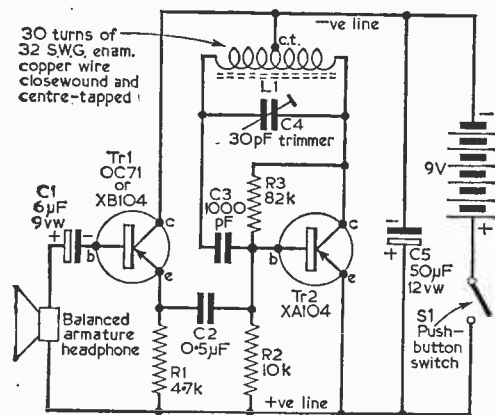 30 turns of
32 S.W.G. enam.
copper wire
closewound and
centre-tapped
-ve line
c.t.
L1
C4
30pF trimmer
Tr1
OC71
or
XB104
C1
6µF
9vw
+
-
b
c
e
C3
1000
pF
R3
82k
b
c
e
Tr2
XA104
9V
-
+
-
+
C5
50µF
12vw
S1
Push-
button
switch
Balanced
armature
headphone
C2
0·5µF
R1
4·7k
R2
10k
+ve line